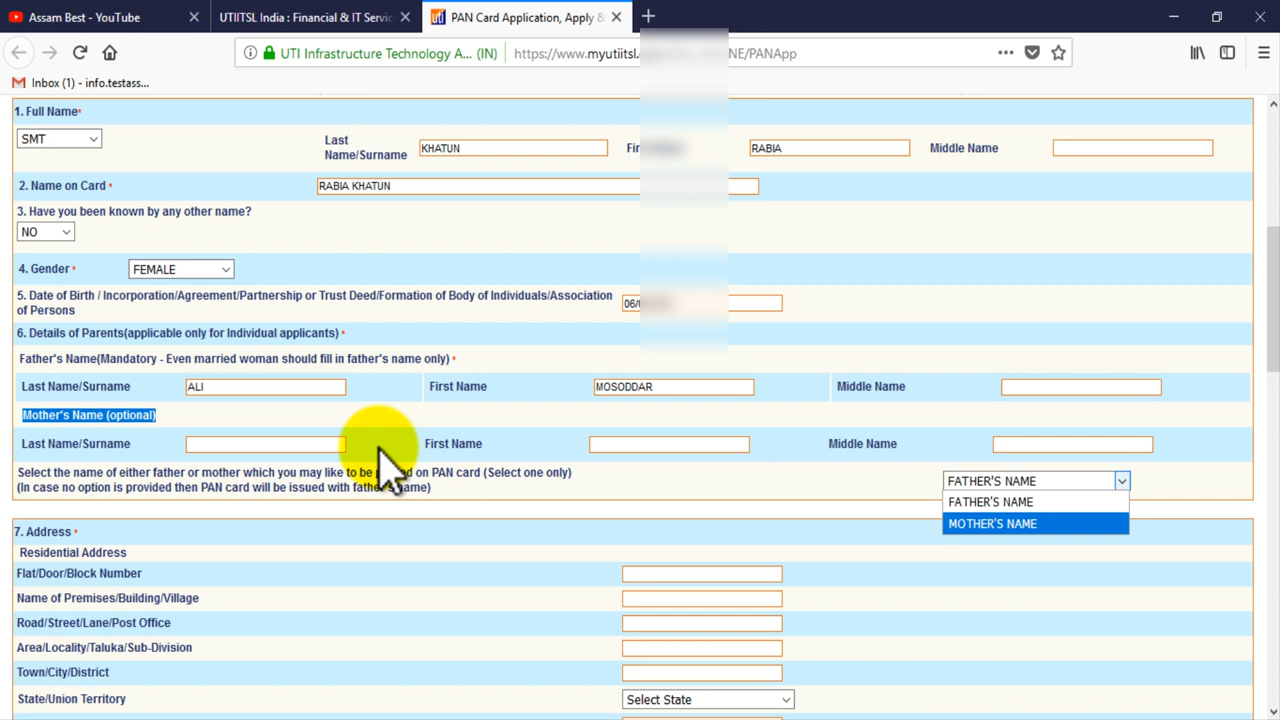 Assam Best - YouTube
UTIITSL India : Financial & IT Servic
PAN Card Application, Apply &
UTI Infrastructure Technology A... (IN) https://www.myutiitsl. NE/PANApp
Inbox (1) - info.testass...
1. Full Name*
SMT Last Name/Surname KHATUN RABIA Middle Name
2. Name on Card * RABIA KHATUN
3. Have you been known by any other name?
NO
4. Gender * FEMALE
5. Date of Birth / Incorporation/Agreement/Partnership or Trust Deed/Formation of Body of Individuals/Association
of Persons
06/
6. Details of Parents(applicable only for Individual applicants) *
Father's Name(Mandatory - Even married woman should fill in father's name only) *
Last Name/Surname ALI First Name MOSODDAR Middle Name
Mother's Name (optional)
Last Name/Surname First Name Middle Name
Select the name of either father or mother which you may like to be on PAN card (Select one only)
(In case no option is provided then PAN card will be issued with father name)
FATHER'S NAME
FATHER'S NAME
MOTHER'S NAME
7. Address *
Residential Address
Flat/Door/Block Number
Name of Premises/Building/Village
Road/Street/Lane/Post Office
Area/Locality/Taluka/Sub-Division
Town/City/District
State/Union Territory Select State